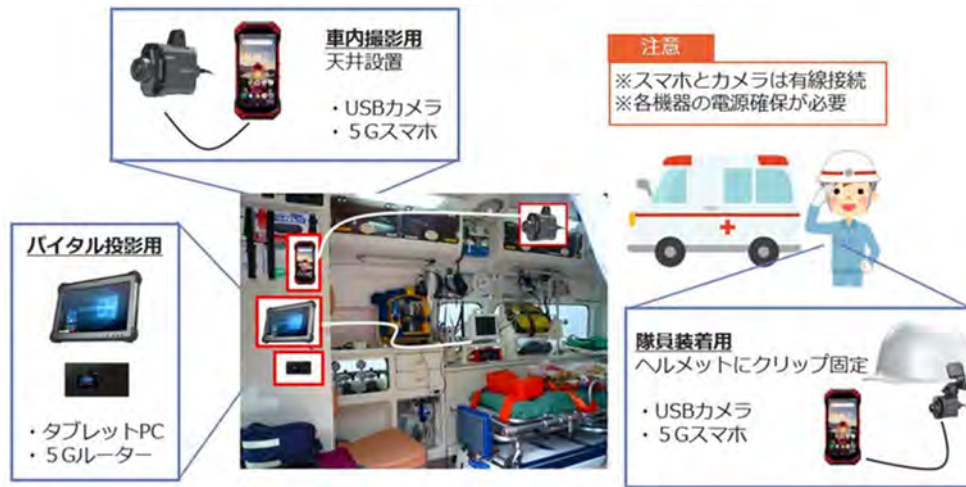 車内撮影用
天井設置
・USBカメラ
・５Gスマホ
注意
※スマホとカメラは有線接続
※各機器の電源確保が必要
バイタル投影用
・タブレットPC
・５Gルーター
隊員装着用
ヘルメットにクリップ固定
・USBカメラ
・５Gスマホ